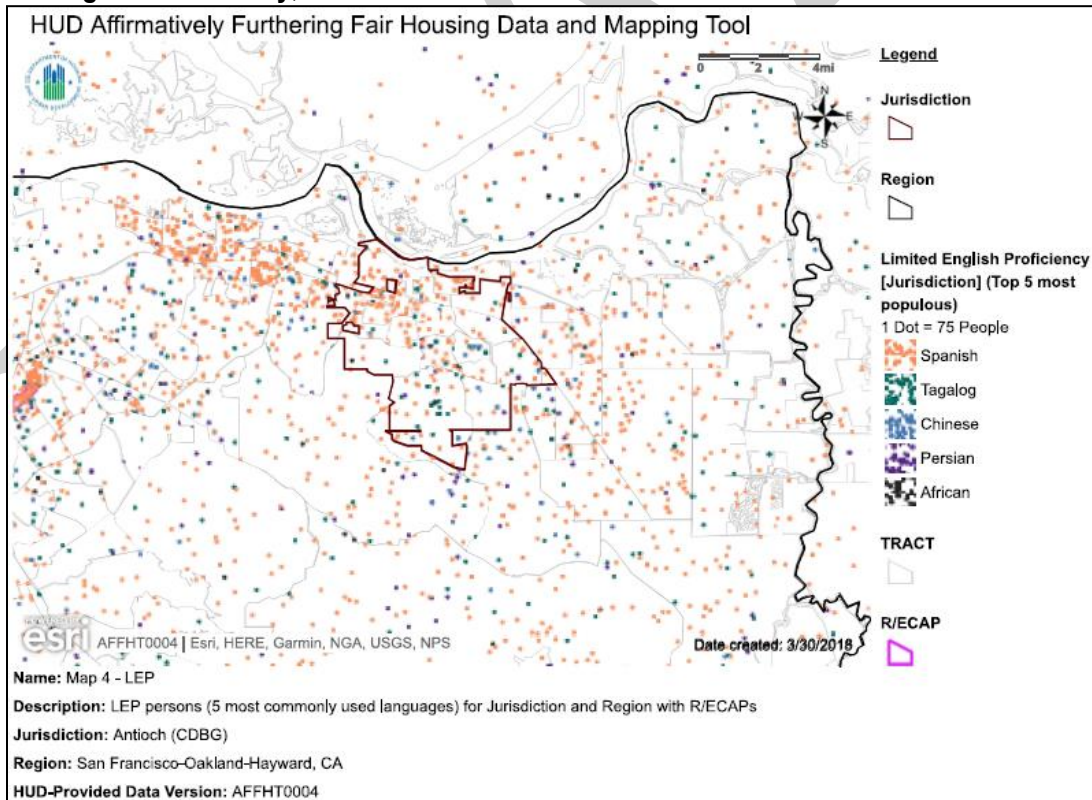 HUD Affirmatively Furthering Fair Housing Data and Mapping Tool
0 2 4mi
N
W E
S
Legend
Jurisdiction
Region
Limited English Proficiency
[Jurisdiction] (Top 5 most
populous)
1 Dot = 75 People
Spanish
Tagalog
Chinese
Persian
African
TRACT
R/ECAP
esri
AFFHT0004 | Esri, HERE, Garmin, NGA, USGS, NPS
Date created: 3/30/2018
Name: Map 4 - LEP
Description: LEP persons (5 most commonly used languages) for Jurisdiction and Region with R/ECAPs
Jurisdiction: Antioch (CDBG)
Region: San Francisco-Oakland-Hayward, CA
HUD-Provided Data Version: AFFHT0004